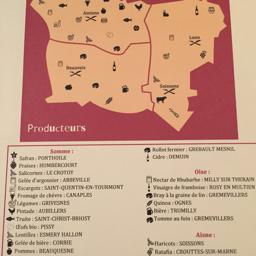 Amiens
Laon
Beauvais
Soissons
Producteurs
Somme :
Safran : PONTHOILE
Fraises : HUMBERCOURT
Salicornes : LE CROTOY
Gelée d'argousier : ABBEVILLE
Escargots : SAINT-QUENTIN-EN-TOURMONT
Fromage de chèvre : CANAPLES
Légumes : GRIVESNES
Pintade : AUBILLERS
Truite : SAINT-CHRIST-BRIOST
Œufs bio : PISSY
Lentilles : ESMERY HALLON
Gelée de bière : CORBIE
Pommes : BEAUQUESNE
Rollot fermier : GREBAULT MESNIL
Cidre : DEMUIN
Oise :
Nectar de Rhubarbe : MILLY SUR THERAIN
Vinaigre de framboise : ROSY EN MULTIEN
Bray à la graine de lin : GREMEVILLERS
Quinoa : OGNES
Bière : TRUMILLY
Tomme au foin : GREMEVILLERS
Aisne :
Haricots : SOISSONS
Ratafia : CROUTTES-SUR-MARNE